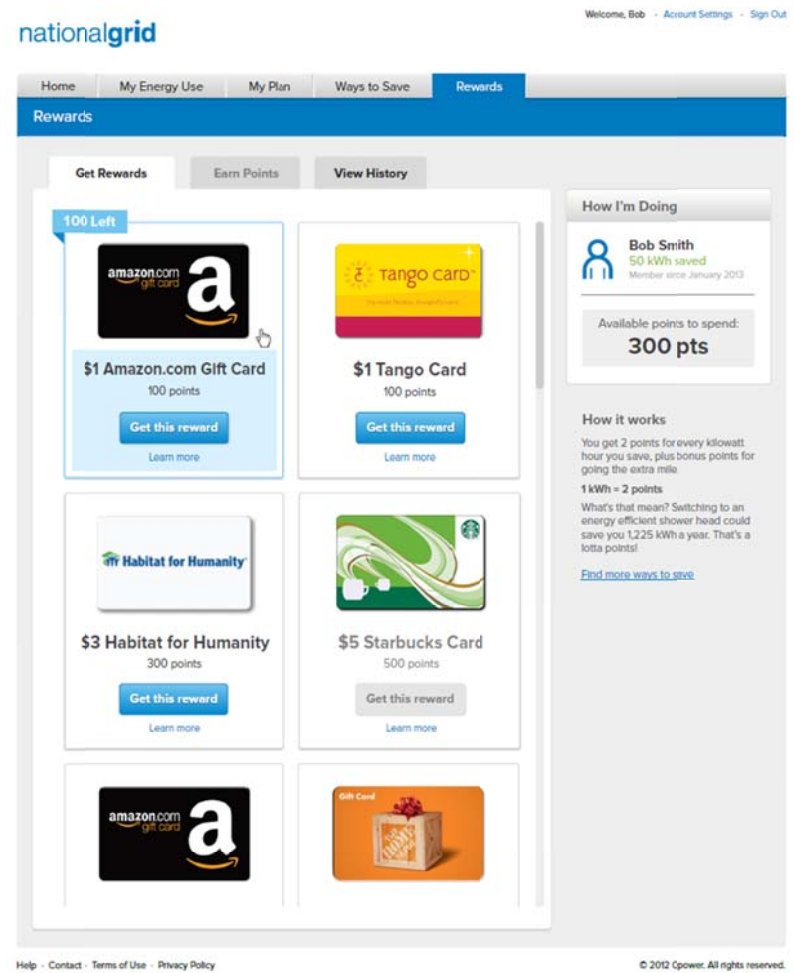 Welcome, Bob - Account Settings - Sign Out
nationalgrid
Home My Energy Use My Plan Ways to Save Rewards
Rewards
Get Rewards Earn Points View History
100 Left
amazon.com
gift card
a
$1 Amazon.com Gift Card
100 points
Get this reward
Learn more
TANGO CARD
$1 Tango Card
100 points
Get this reward
Learn more
Habitat for Humanity
$3 Habitat for Humanity
300 points
Get this reward
Learn more
$5 Starbucks Card
500 points
Get this reward
Learn more
amazon.com
gift card
a
Gift Card
THE
HOME
How I'm Doing
Bob Smith
50 kWh saved
Member since January 2013
Available points to spend:
300 pts
How it works
You get 2 points for every kilowatt
hour you save, plus bonus points for
going the extra mile
1 kWh = 2 points
What's that mean? Switching to an
energy efficient shower head could
save you 1,225 kWh a year. That's a
lotta points!
Find more ways to save
Help - Contact - Terms of Use - Privacy Policy
© 2012 Cpower. All rights reserved.